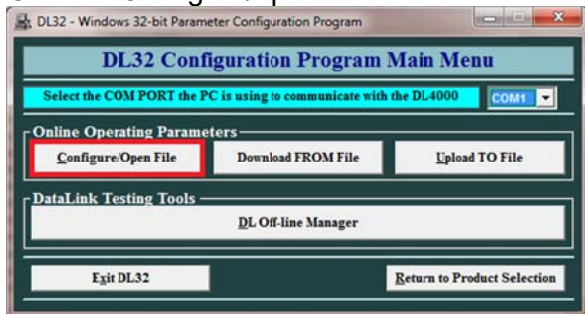 DL32 - Windows 32-bit Parameter Configuration Program
DL32 Configuration Program Main Menu
Select the COM PORT the PC is using to communicate with the DL4000 COM1
Online Operating Parameters
Configure/Open File Download FROM File Upload TO File
DataLink Testing Tools
DL Off-line Manager
Exit DL32 Return to Product Selection